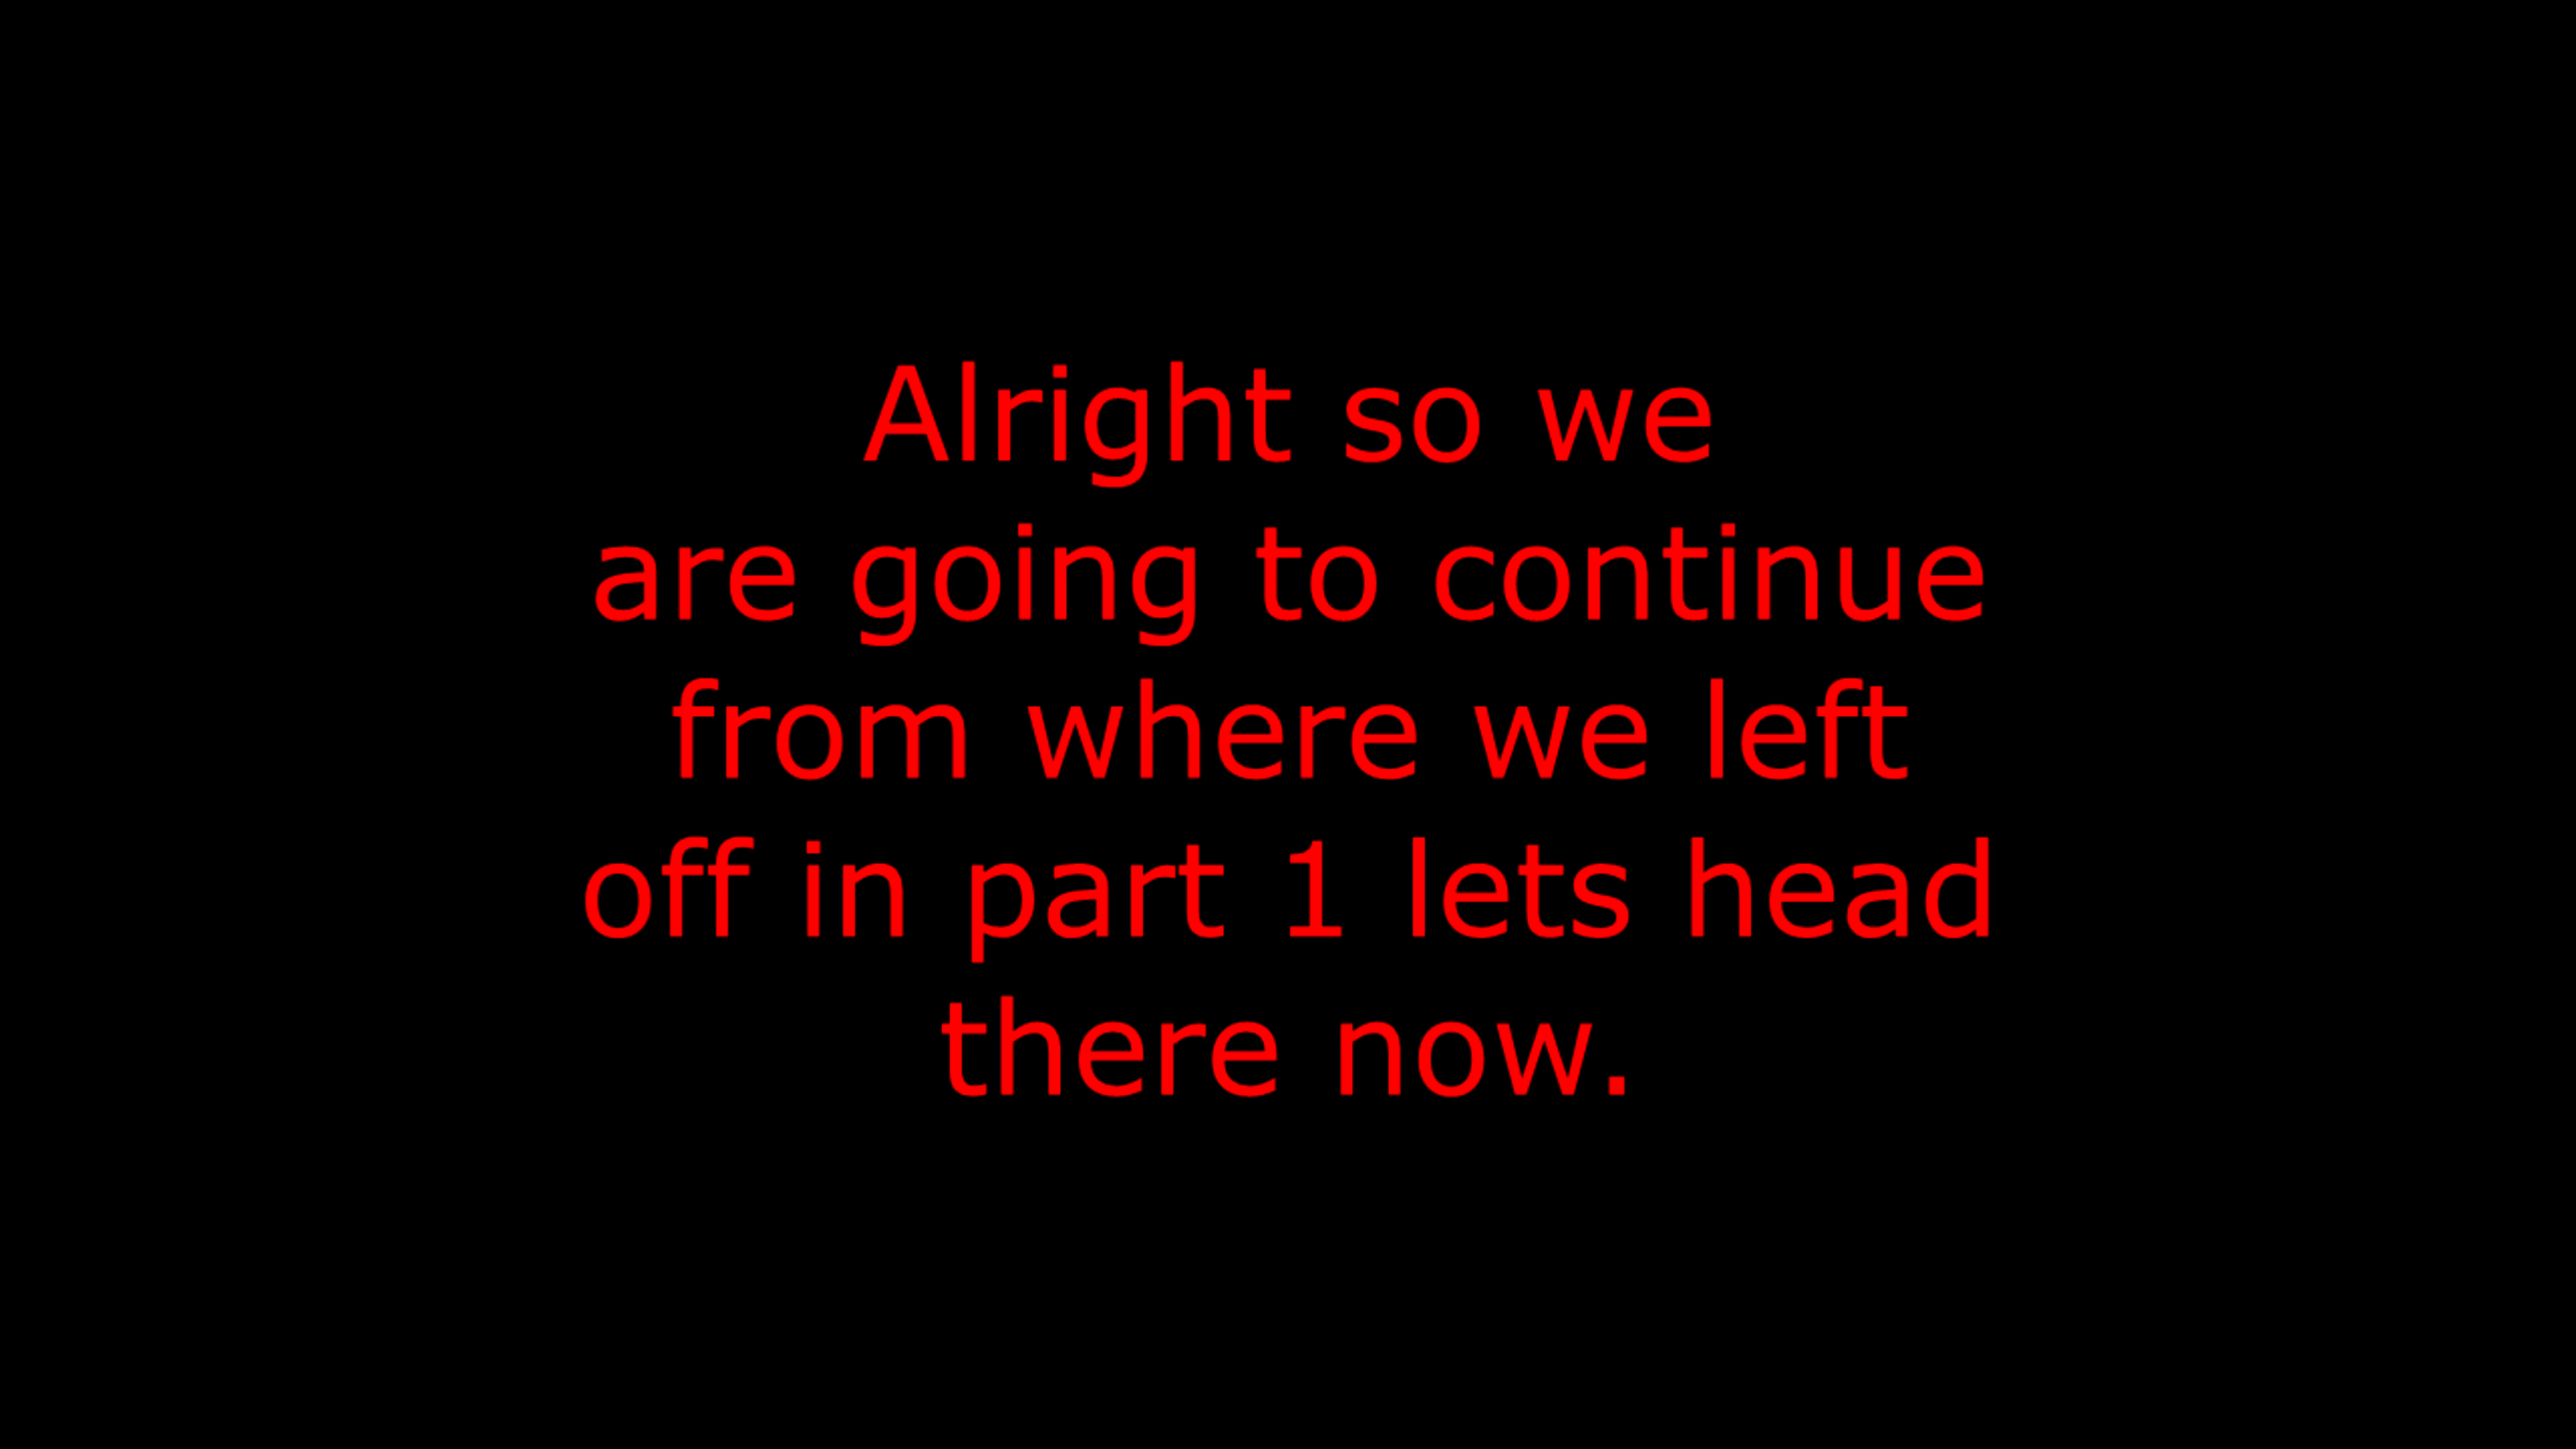 Alright so we
are going to continue
from where we left
off in part 1 lets head
there now.